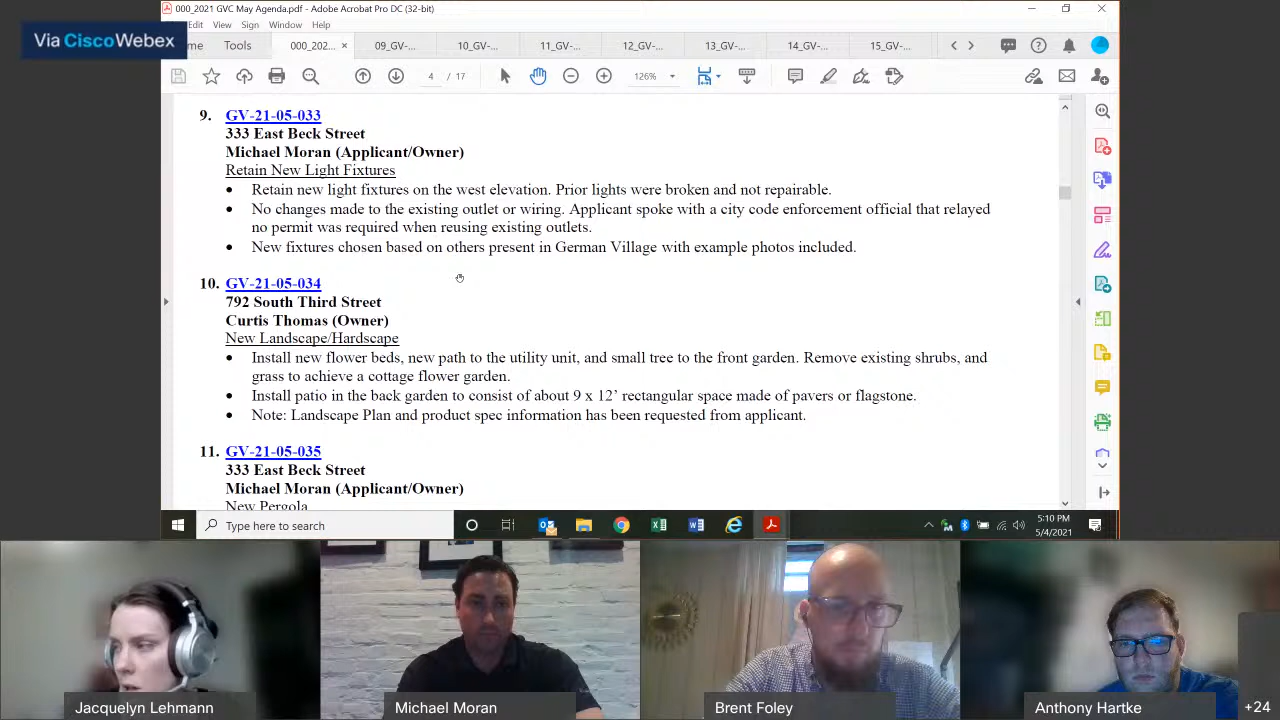 000_2021 GVC May Agenda.pdf - Adobe Acrobat Pro DC (32-bit)
Edit View Sign Window Help
Via Cisco Webex
me Tools 000_202... × 09_GV-... 10_GV-... 11_GV-... 12_GV-... 13_GV-... 14_GV-... 15_GV-...
4 / 17 126%
9. GV-21-05-033
333 East Beck Street
Michael Moran (Applicant/Owner)
Retain New Light Fixtures
• Retain new light fixtures on the west elevation. Prior lights were broken and not repairable.
• No changes made to the existing outlet or wiring. Applicant spoke with a city code enforcement official that relayed
no permit was required when reusing existing outlets.
• New fixtures chosen based on others present in German Village with example photos included.
10. GV-21-05-034
792 South Third Street
Curtis Thomas (Owner)
New Landscape/Hardscape
• Install new flower beds, new path to the utility unit, and small tree to the front garden. Remove existing shrubs, and
grass to achieve a cottage flower garden.
• Install patio in the back garden to consist of about 9 x 12’ rectangular space made of pavers or flagstone.
• Note: Landscape Plan and product spec information has been requested from applicant.
11. GV-21-05-035
333 East Beck Street
Michael Moran (Applicant/Owner)
New Pergola
Type here to search
5:10 PM
5/4/2021
Jacquelyn Lehmann Michael Moran Brent Foley Anthony Hartke +24